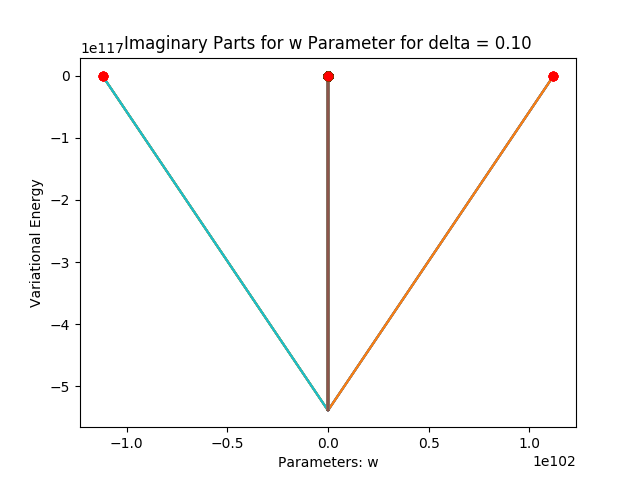 Imaginary Parts for w Parameter for delta = 0.10
1e117
0
−1
−2
−3
−4
−5
Variational Energy
−1.0 −0.5 0.0 0.5 1.0
1e102
Parameters: w